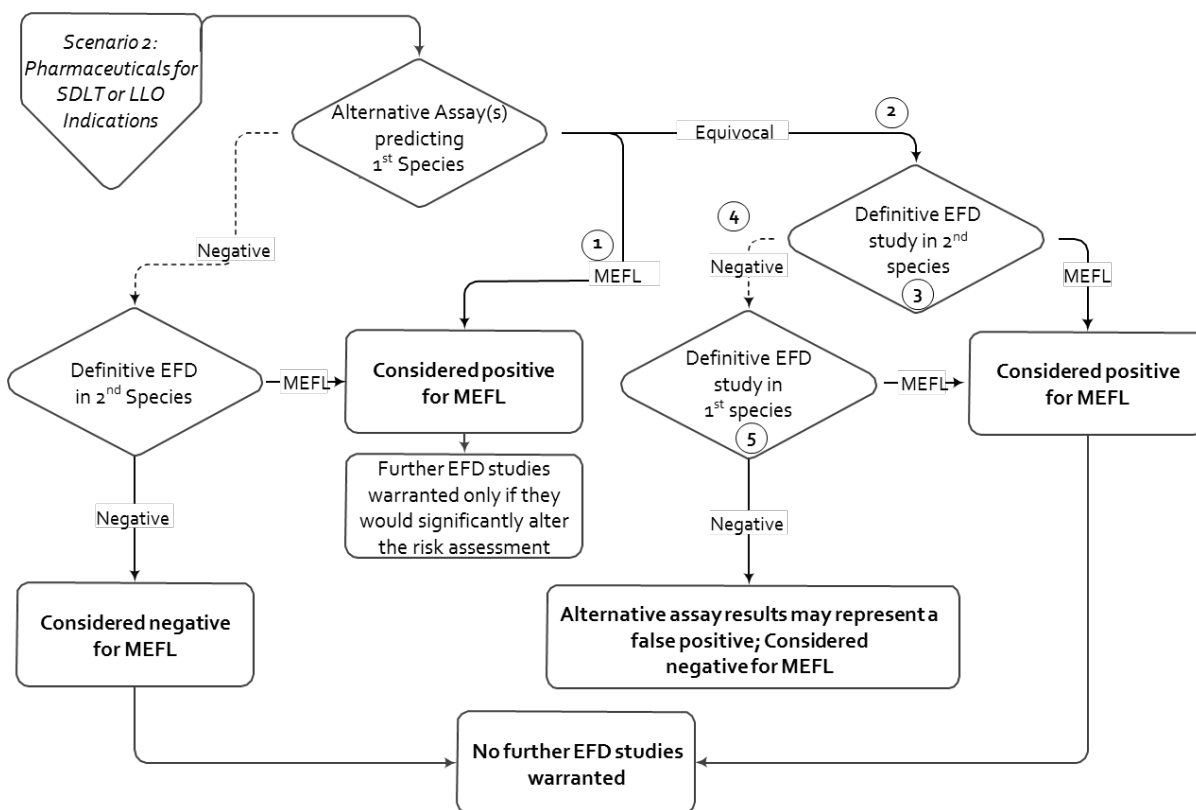 Scenario 2:
Pharmaceuticals for
SDLT or LLO
Indications
Alternative Assay(s)
predicting
1st Species
Equivocal
2
Negative
1
MEFL
4
Negative
Definitive EFD
study in 2nd
species
3
MEFL
Definitive EFD
in 2nd Species
MEFL
Considered positive
for MEFL
Definitive EFD
study in
1st species
5
MEFL
Considered positive
for MEFL
Further EFD studies
warranted only if they
would significantly alter
the risk assessment
Negative
Negative
Considered negative
for MEFL
Alternative assay results may represent a
false positive; Considered
negative for MEFL
No further EFD studies
warranted